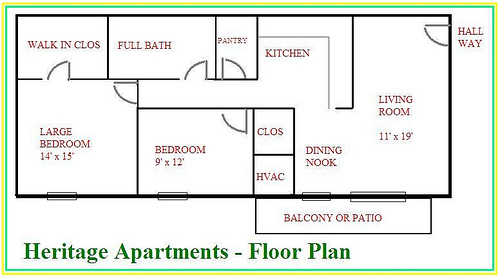 WALK IN CLOS
FULL BATH
PANTRY
KITCHEN
HALL
WAY
LIVING
ROOM
11' x 19'
LARGE
BEDROOM
14' x 15'
BEDROOM
9' x 12'
CLOS
HVAC
DINING
NOOK
BALCONY OR PATIO
Heritage Apartments - Floor Plan